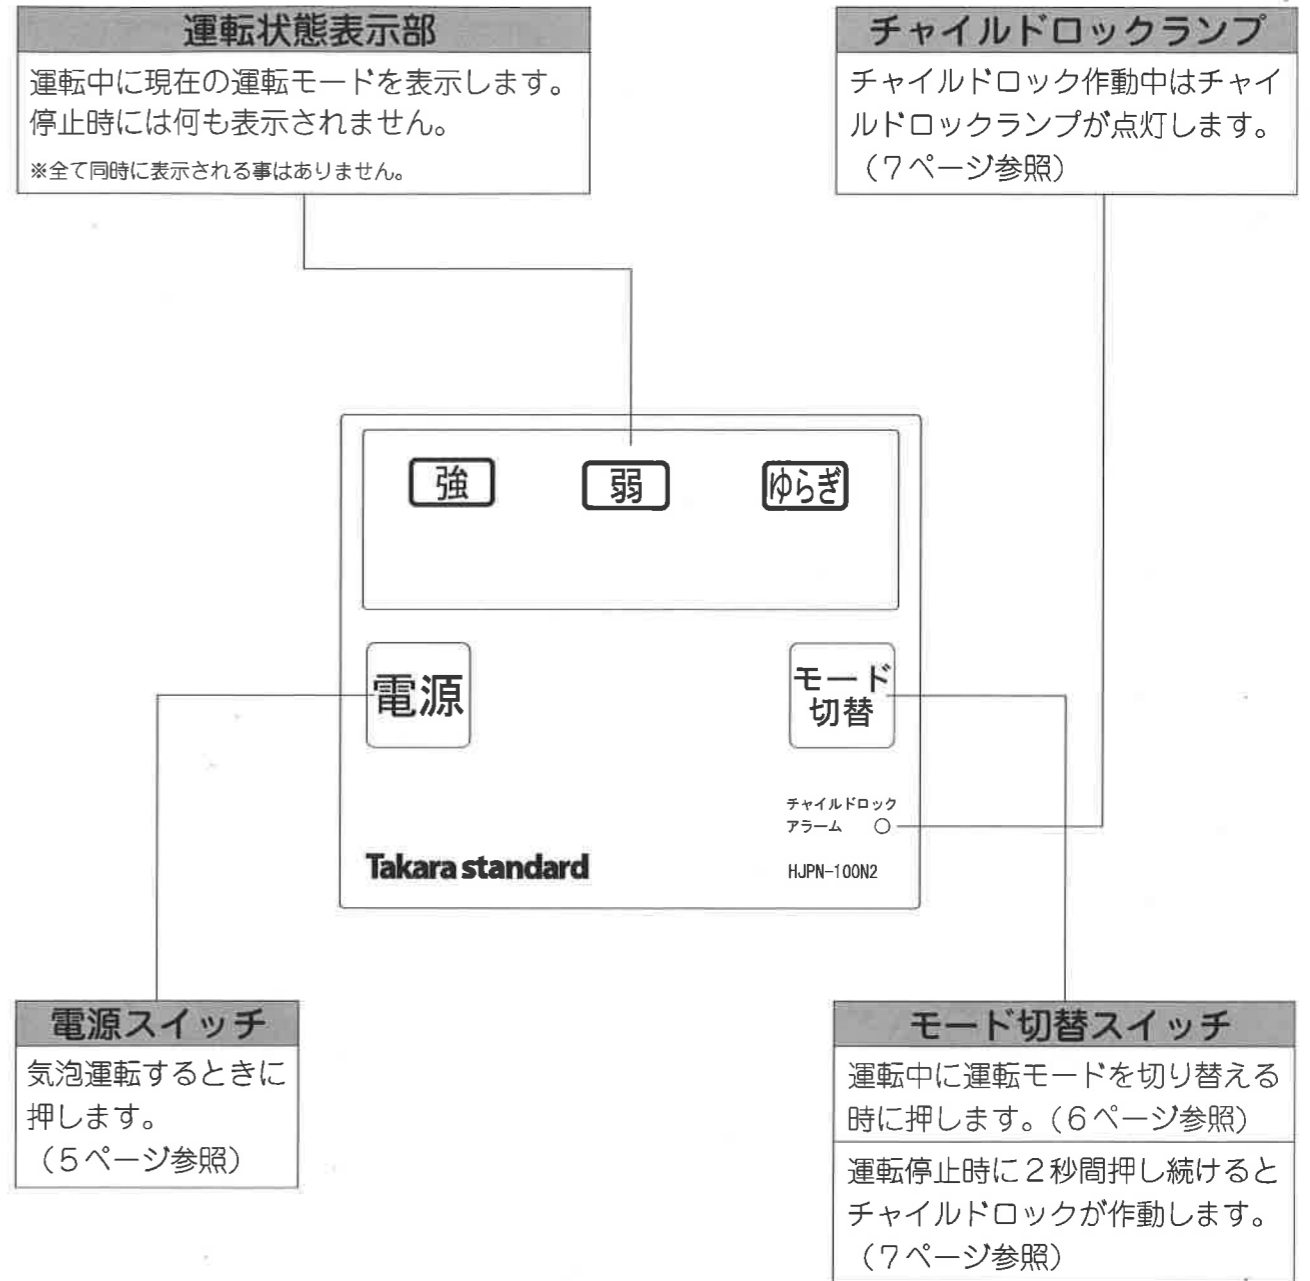 運転状態表示部
運転中に現在の運転モードを表示します。
停止時には何も表示されません。
※全て同時に表示される事はありません。
チャイルドロックランプ
チャイルドロック作動中はチャイ
ルドロックランプが点灯します。
（７ページ参照）
強 弱 ゆらぎ
電源
モード
切替
チャイルドロック
アラーム ○
Takara standard
HJPN-100N2
電源スイッチ
気泡運転するときに
押します。
（５ページ参照）
モード切替スイッチ
運転中に運転モードを切り替える
時に押します。（６ページ参照）
運転停止時に２秒間押し続けると
チャイルドロックが作動します。
（７ページ参照）